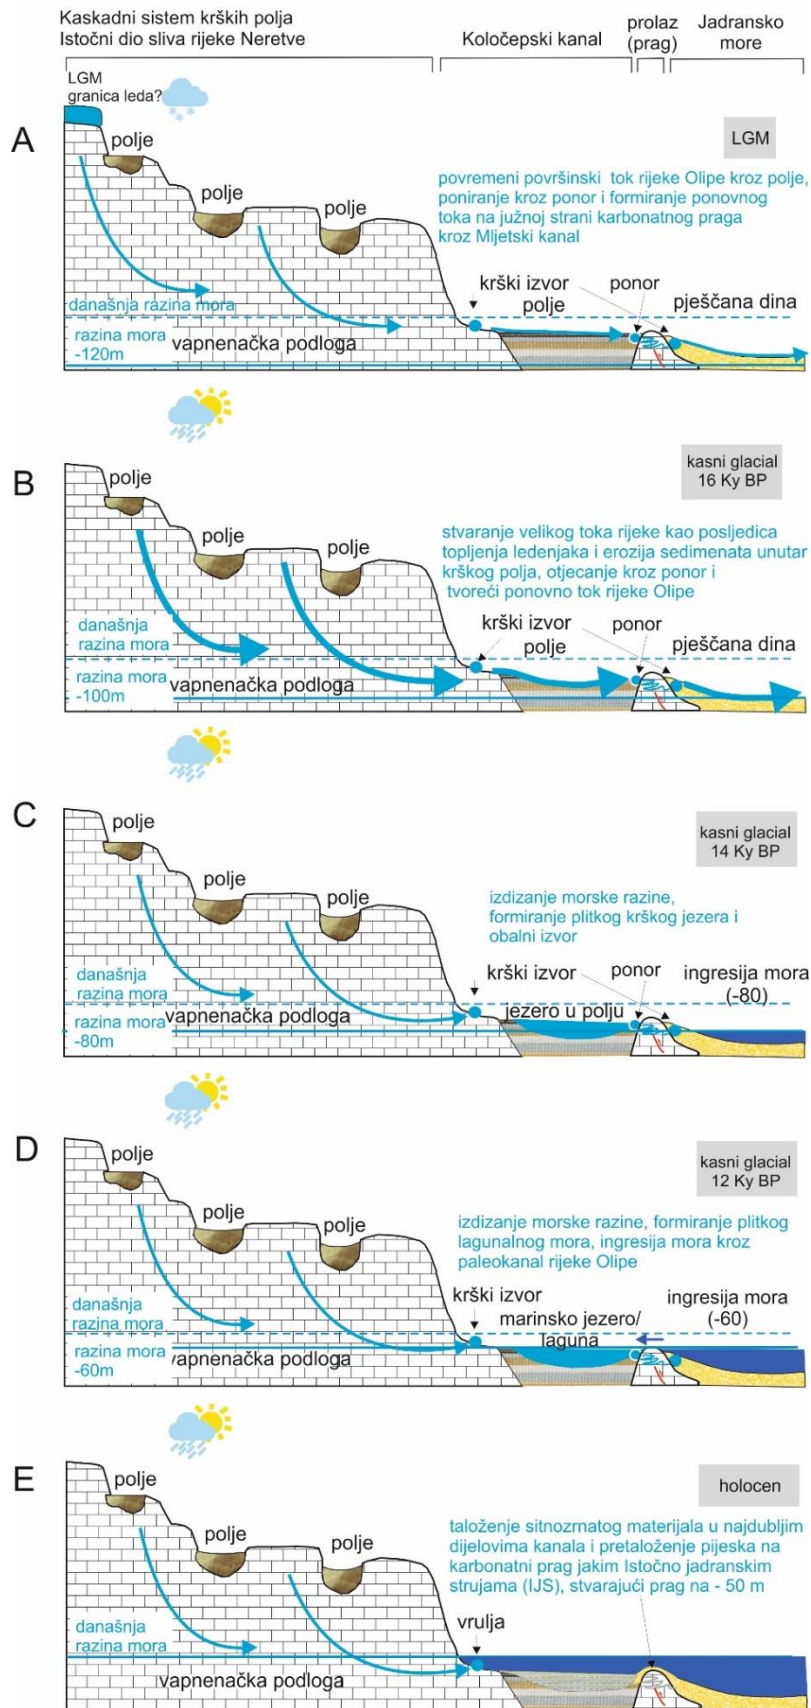 Kaskadni sistem krških polja
Istočni dio sliva rijeke Neretve
Koločepski kanal
prolaz
(prag)
Jadransko
more
LGM
granica leda?
A
polje
polje
polje
LGM
povremeni površinski tok rijeke Olipe kroz polje,
poniranje kroz ponor i formiranje ponovnog
toka na južnoj strani karbonatnog praga
kroz Mljetski kanal
krški izvor
polje
ponor
pješčana dina
današnja razina mora
razina mora
-120m
vapnenačka podloga
B
polje
polje
polje
kasni glacial
16 Ky BP
stvaranje velikog toka rijeke kao posljedica
topljenja ledenjaka i erozija sedimenata unutar
krškog polja, otjecanje kroz ponor i
tvoreći ponovno tok rijeke Olipe
krški izvor
polje
ponor
pješčana dina
današnja
razina mora
razina mora
-100m
vapnenačka podloga
C
polje
polje
polje
kasni glacial
14 Ky BP
izdizanje morske razine,
formiranje plitkog krškog jezera i
obalni izvor
krški izvor
ponor
ingresija mora
(-80)
jezero u polju
današnja
razina mora
razina mora
-80m
vapnenačka podloga
D
polje
polje
polje
kasni glacial
12 Ky BP
izdizanje morske razine, formiranje plitkog
lagunalnog mora, ingresija mora kroz
paleokanal rijeke Olipe
krški izvor
marinsko jezero/
laguna
ingresija mora
(-60)
današnja
razina mora
razina mora
-60m
vapnenačka podloga
E
polje
polje
polje
holocen
taloženje sitnozrnatog materijala u najdubljim
dijelovima kanala i pretaloženje pijeska na
karbonatni prag jakim Istočno jadranskim
strujama (IJS), stvarajući prag na - 50 m
vrulja
današnja
razina mora
vapnenačka podloga